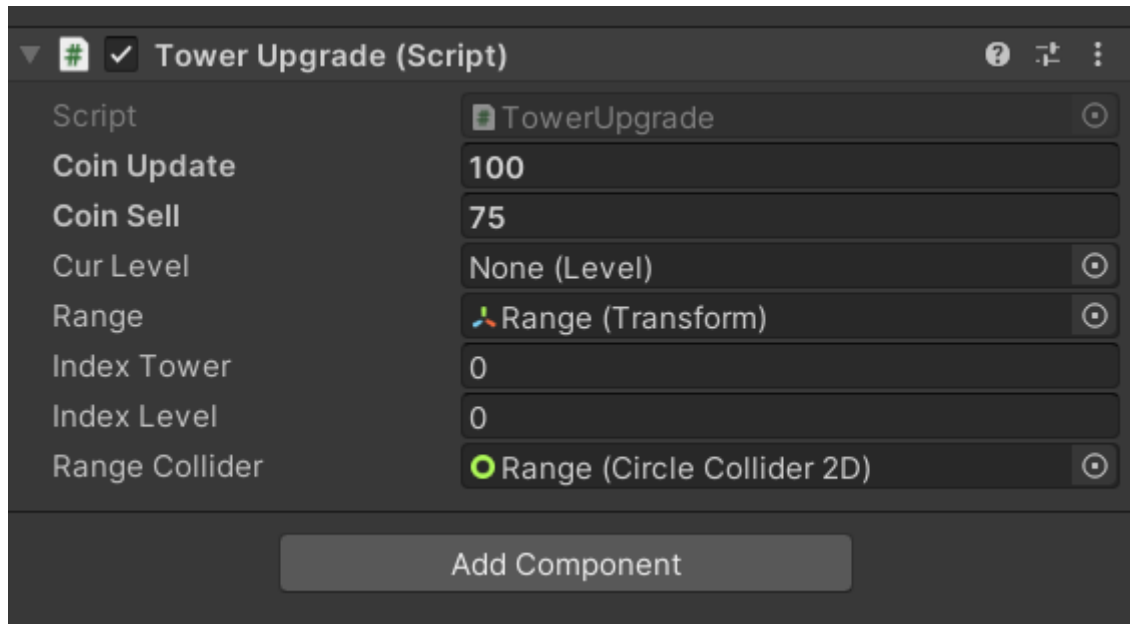 Tower Upgrade (Script)
Script TowerUpgrade
Coin Update 100
Coin Sell 75
Cur Level None (Level)
Range Range (Transform)
Index Tower 0
Index Level 0
Range Collider Range (Circle Collider 2D)
Add Component